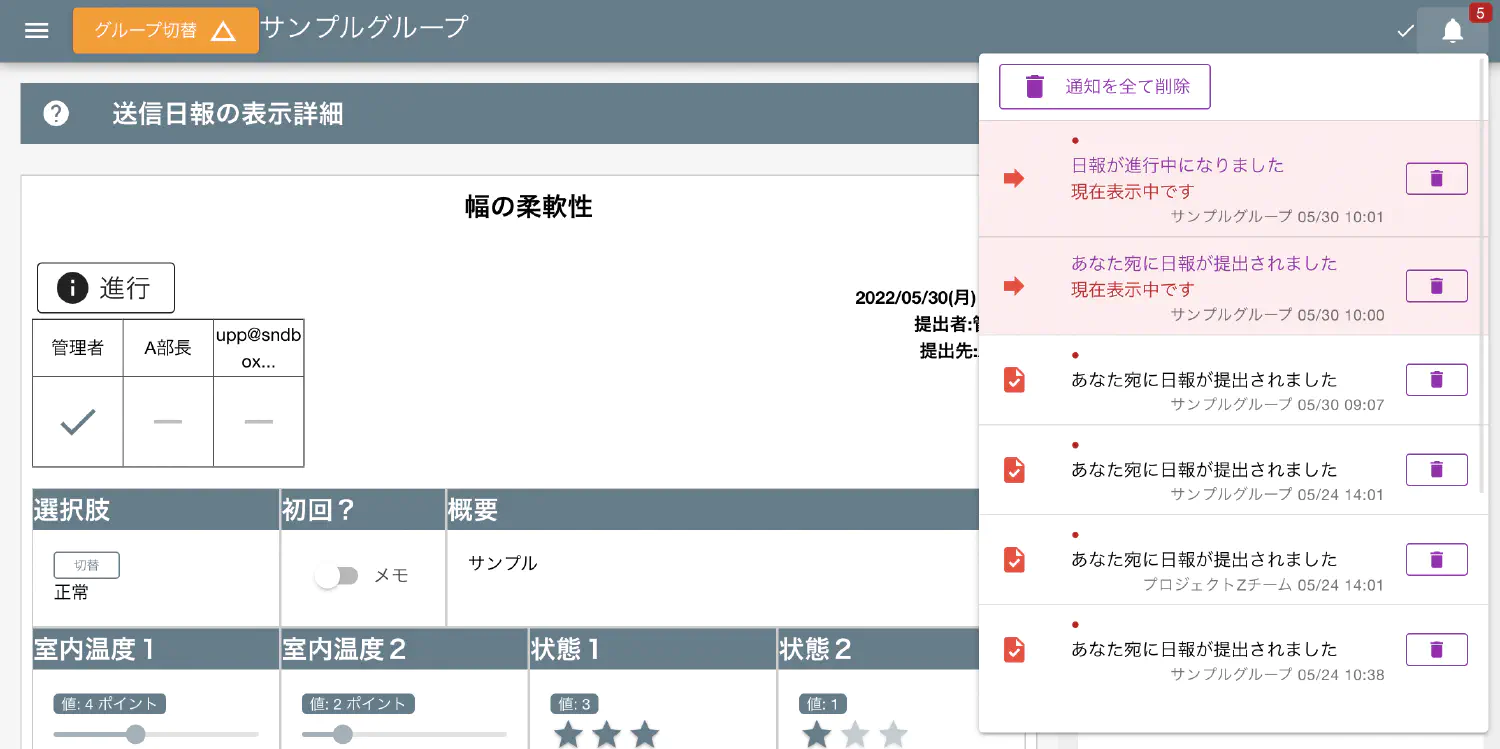 グループ切替
サンプルグループ
5
送信日報の表示詳細
幅の柔軟性
進行
2022/05/30(月)
提出者:
提出先:
管理者
A部長
upp@sndb
ox...
選択肢
初回？
概要
切替
正常
メモ
サンプル
室内温度１
室内温度２
状態１
状態２
値: 4 ポイント
値: 2 ポイント
値: 3
値: 1
通知を全て削除
日報が進行中になりました
現在表示中です
サンプルグループ 05/30 10:01
あなた宛に日報が提出されました
現在表示中です
サンプルグループ 05/30 10:00
あなた宛に日報が提出されました
サンプルグループ 05/30 09:07
あなた宛に日報が提出されました
サンプルグループ 05/24 14:01
あなた宛に日報が提出されました
プロジェクトZチーム 05/24 14:01
あなた宛に日報が提出されました
サンプルグループ 05/24 10:38